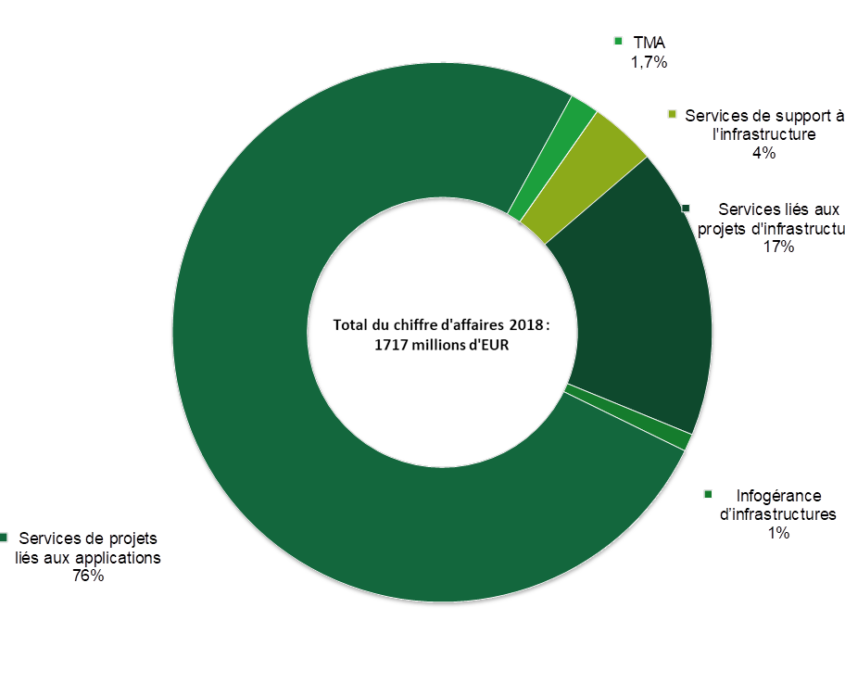 TMA
1,7%
Services de support à
l'infrastructure
4%
Services liés aux
projets d'infrastructu
17%
Total du chiffre d'affaires 2018 :
1717 millions d'EUR
Infogérance
d'infrastructures
1%
Services de projets
liés aux applications
76%